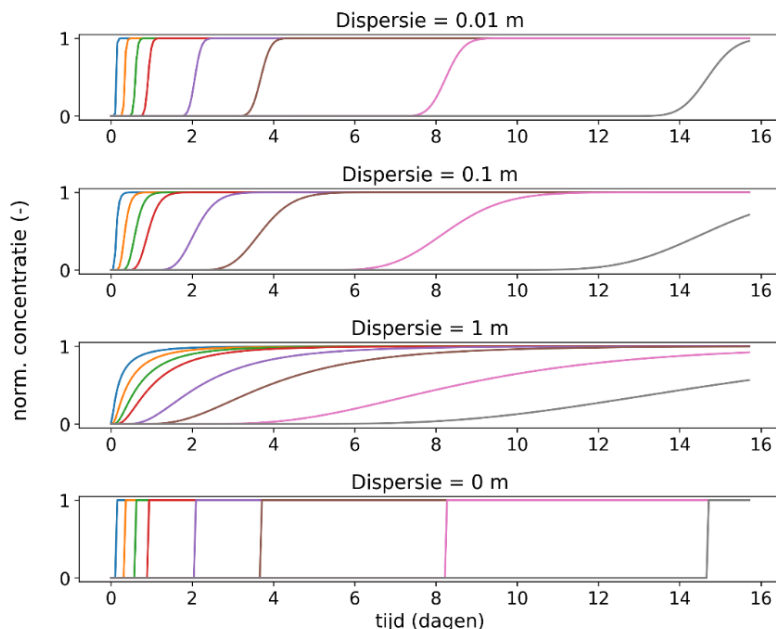 Dispersie = 0.01 m
1
0
0 2 4 6 8 10 12 14 16
Dispersie = 0.1 m
1
0
0 2 4 6 8 10 12 14 16
Dispersie = 1 m
1
0
0 2 4 6 8 10 12 14 16
Dispersie = 0 m
1
0
0 2 4 6 8 10 12 14 16
tijd (dagen)
norm. concentratie (-)